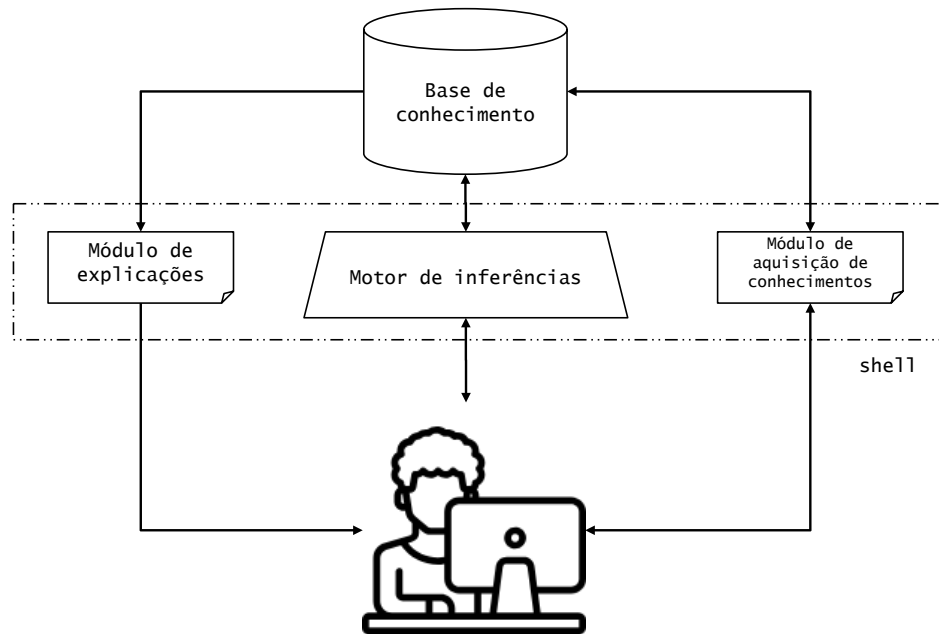 Base de
conhecimento
Módulo de
explicações
Motor de inferências
Módulo de
aquisição de
conhecimentos
shell